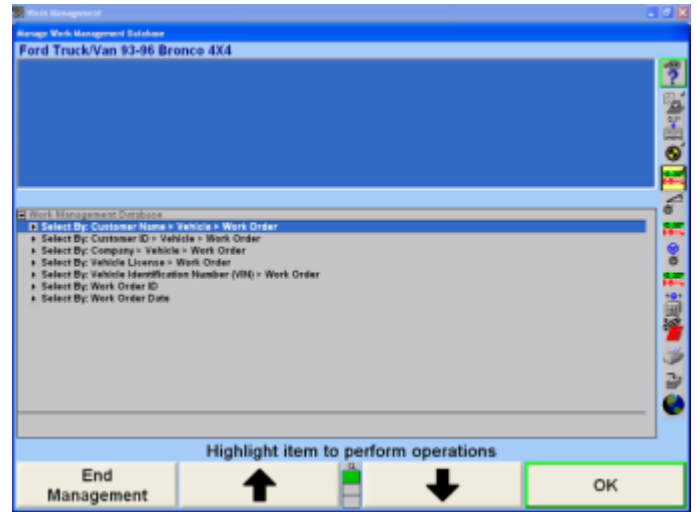 Work Management
Manage Work Management Database
Ford Truck/Van 93-96 Bronco 4X4
Work Management Database
Select By: Customer Name > Vehicle > Work Order
Select By: Customer ID > Vehicle > Work Order
Select By: Company > Vehicle > Work Order
Select By: Vehicle License > Work Order
Select By: Vehicle Identification Number (VIN) > Work Order
Select By: Work Order ID
Select By: Work Order Date
Highlight item to perform operations
End
Management
OK